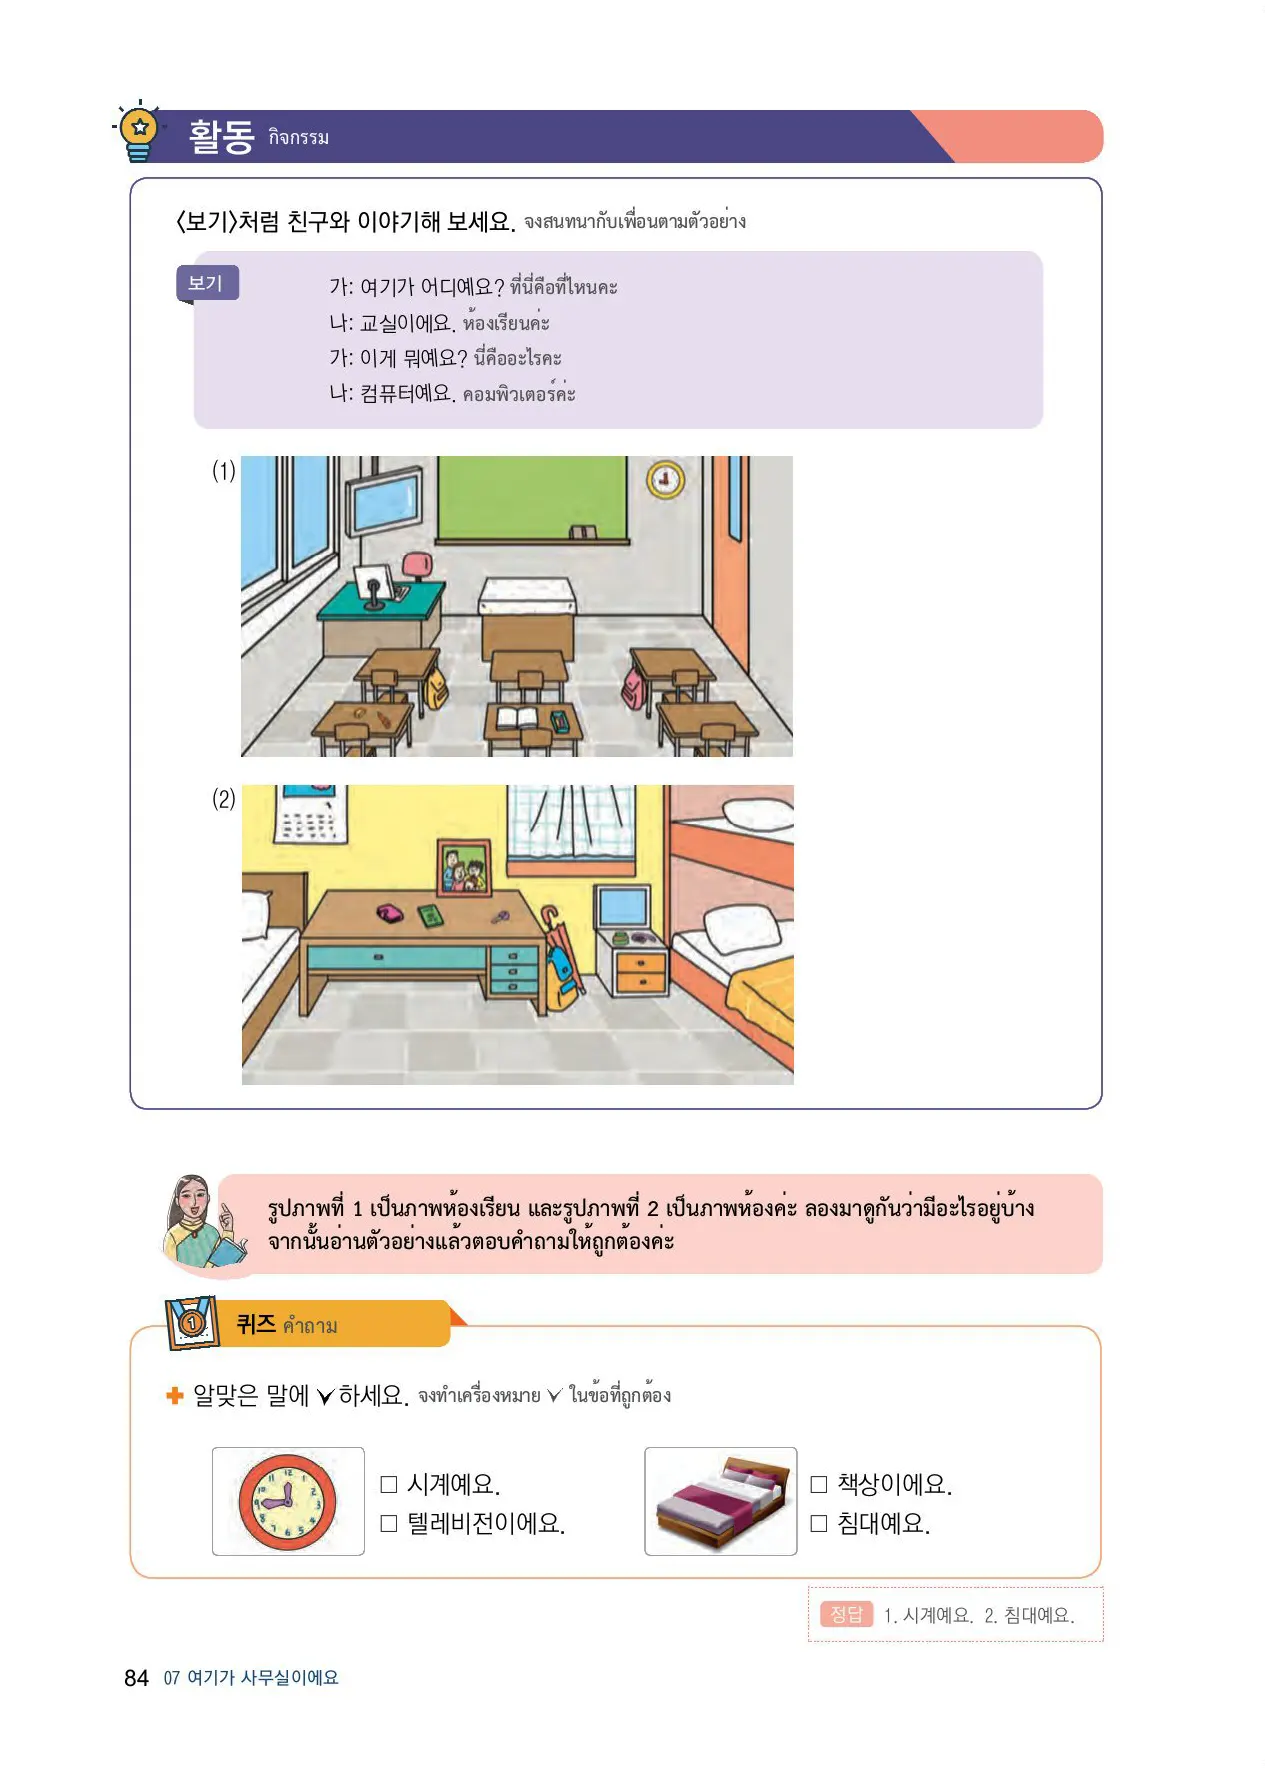 활동 กิจกรรม
<보기>처럼 친구와 이야기해 보세요. จงสนทนากับเพื่อนตามตัวอย่าง
보기
가: 여기가 어디예요? ที่นี่คือที่ไหนคะ
나: 교실이에요. ห้องเรียนค่ะ
가: 이게 뭐예요? นี่คืออะไรคะ
나: 컴퓨터예요. คอมพิวเตอร์ค่ะ
(1)
(2)
รูปภาพที่ 1 เป็นภาพห้องเรียน และรูปภาพที่ 2 เป็นภาพห้องค่ะ ลองมาดูกันว่ามีอะไรอยู่บ้าง
จากนั้นอ่านตัวอย่างแล้วตอบคำถามให้ถูกต้องค่ะ
1 퀴즈 คำถาม
알맞은 말에 ✓하세요. จงทำเครื่องหมาย ✓ ในข้อที่ถูกต้อง
12 1 2 3 4 5 6 7 8 9 10 11
□ 시계예요.
□ 텔레비전이에요.
□ 책상이에요.
□ 침대예요.
정답 1. 시계예요. 2. 침대예요.
84 07 여기가 사무실이에요